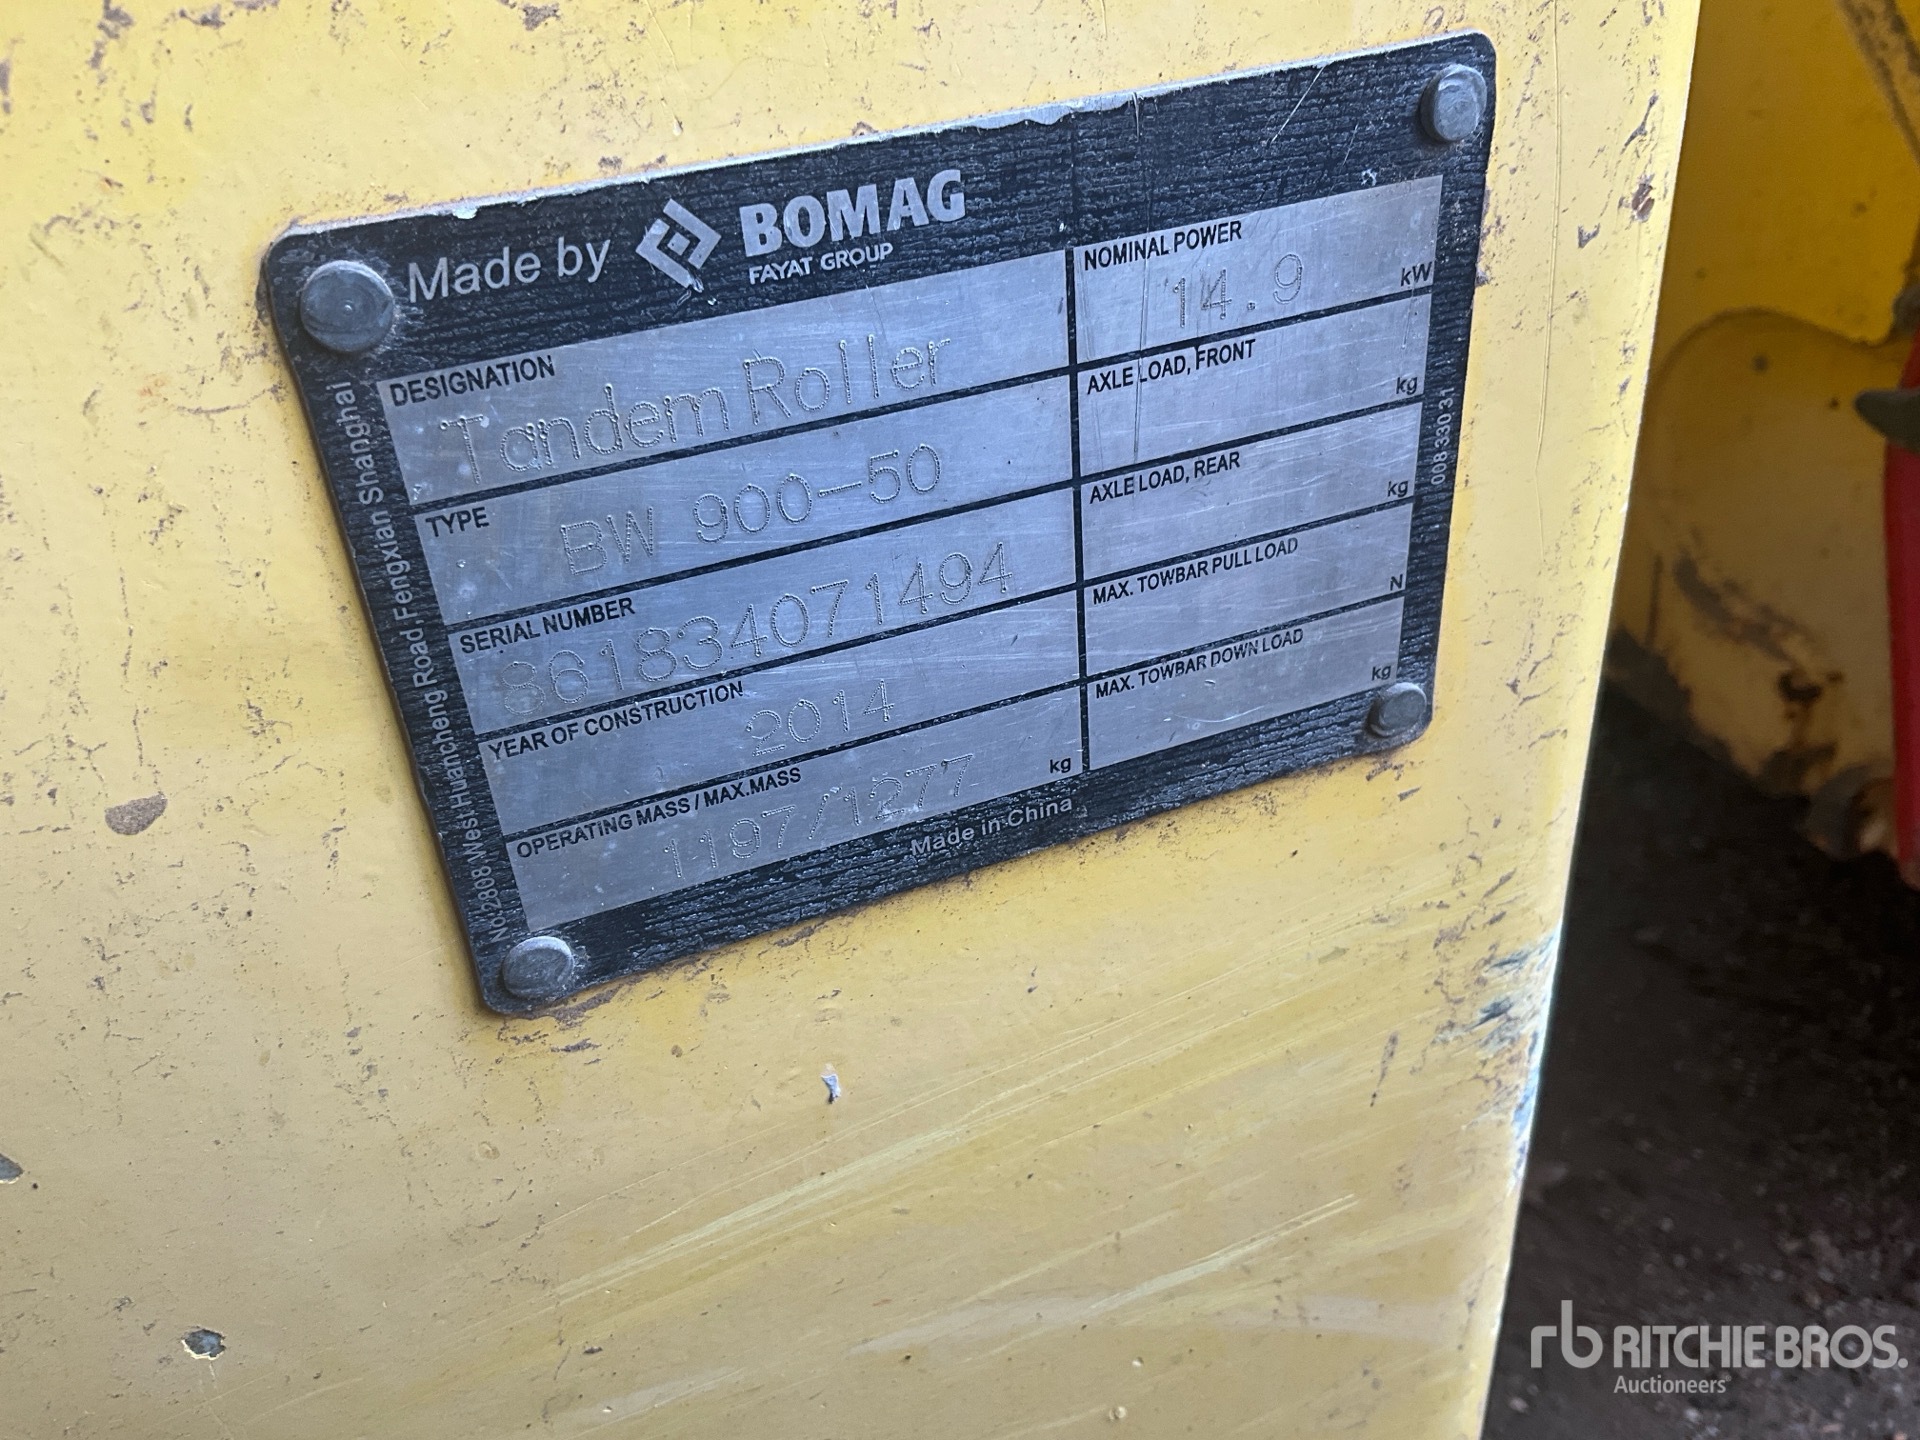 Made by BOMAG
FAYAT GROUP
DESIGNATION
Tandem Roller
TYPE
BW 900-50
SERIAL NUMBER
861834071494
YEAR OF CONSTRUCTION
2014
OPERATING MASS / MAX.MASS
1197/1277 kg
NOMINAL POWER
14.9 kW
AXLE LOAD, FRONT
kg
AXLE LOAD, REAR
kg
MAX. TOWBAR PULL LOAD
N
MAX. TOWBAR DOWN LOAD
kg
Made in China
No.2808 West Huancheng Road,Fengxian Shanghai
008 330 31
rb RITCHIE BROS.
Auctioneers